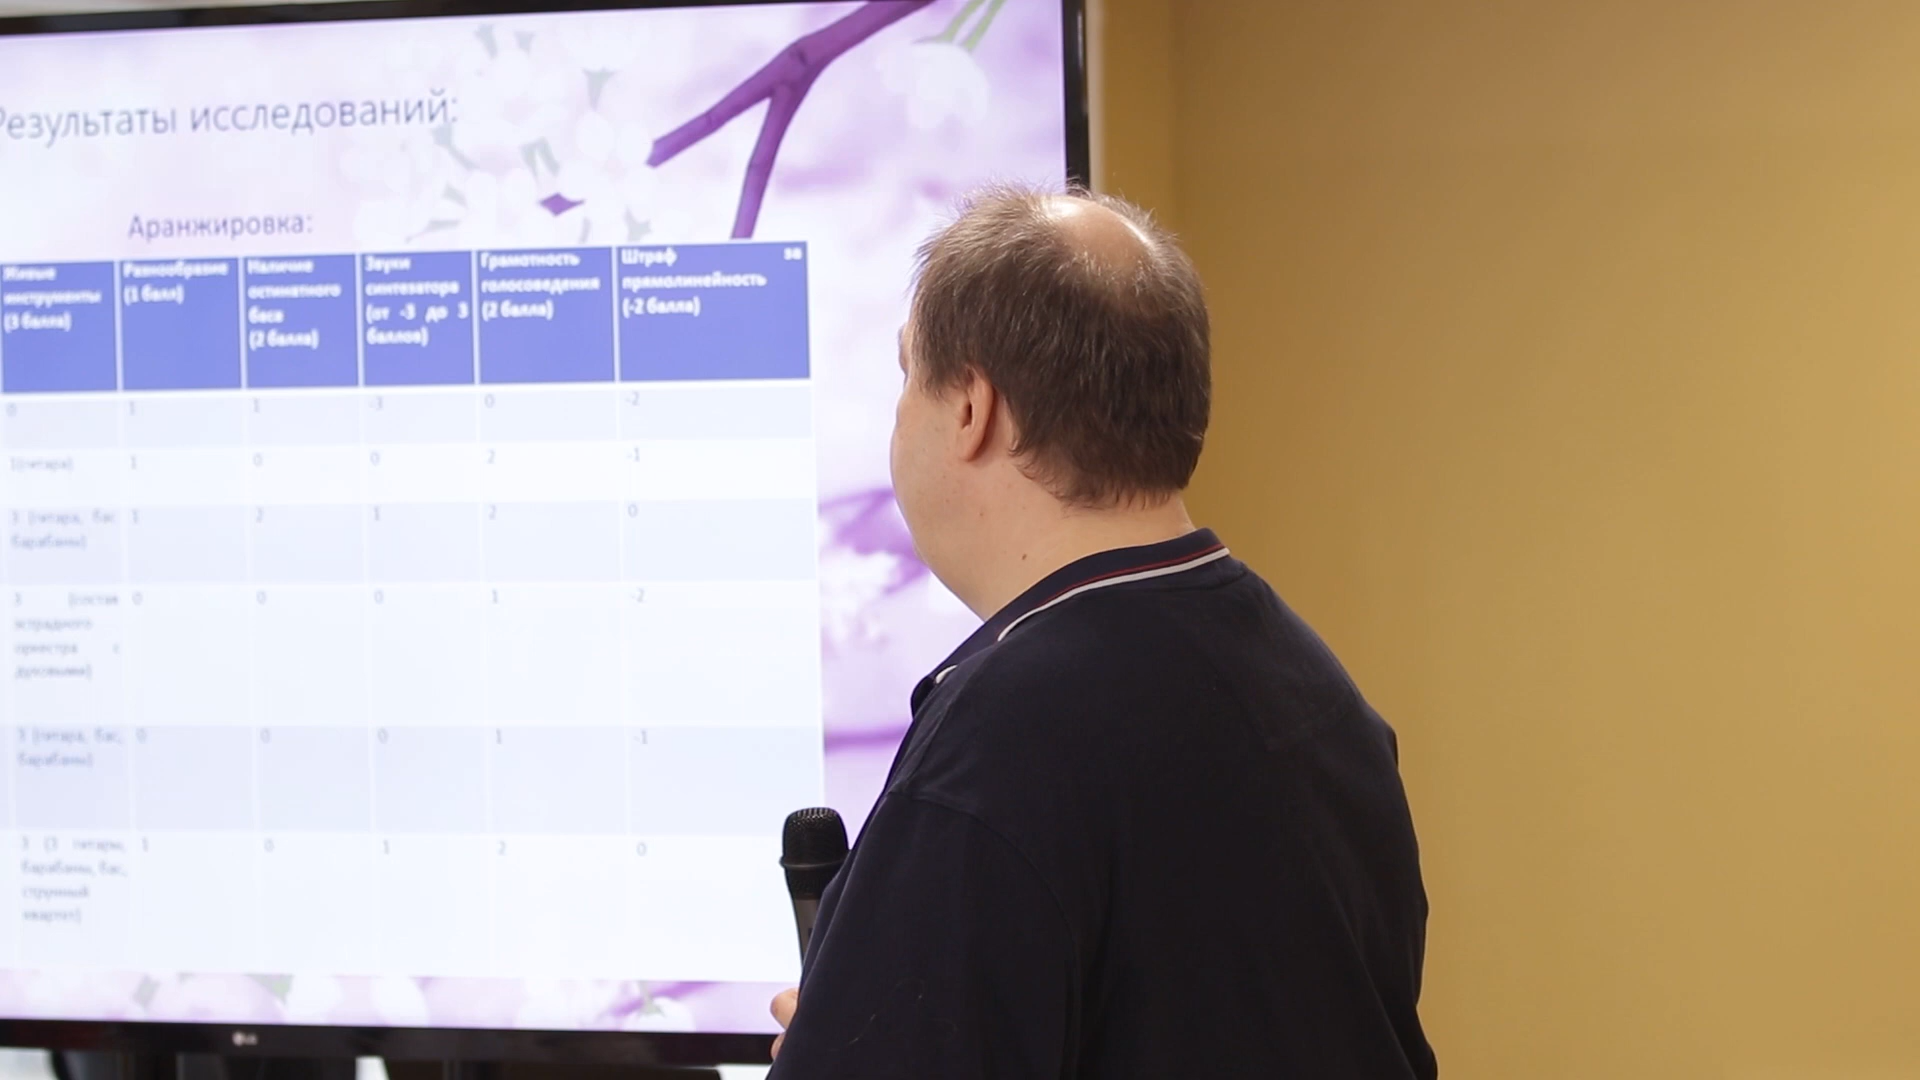 Результаты исследований:
Аранжировка:
Живые инструменты (3 балла)
Разнообразие (1 балл)
Наличие остинатного баса (2 балла)
Звуки синтезатора (от -3 до 3 баллов)
Грамотность голосоведения (2 балла)
Штраф за прямолинейность (-2 балла)
0 1 1 -3 0 -2
1(гитара) 1 0 0 2 -1
3 (гитара, бас барабаны) 1 2 1 2 0
3 (состав эстрадного оркестра с духовыми) 0 0 0 1 -2
3 (гитара, бас, барабаны) 0 0 0 1 -1
3 (3 гитары, барабаны, бас, струнный квартет) 1 0 1 2 0
LG